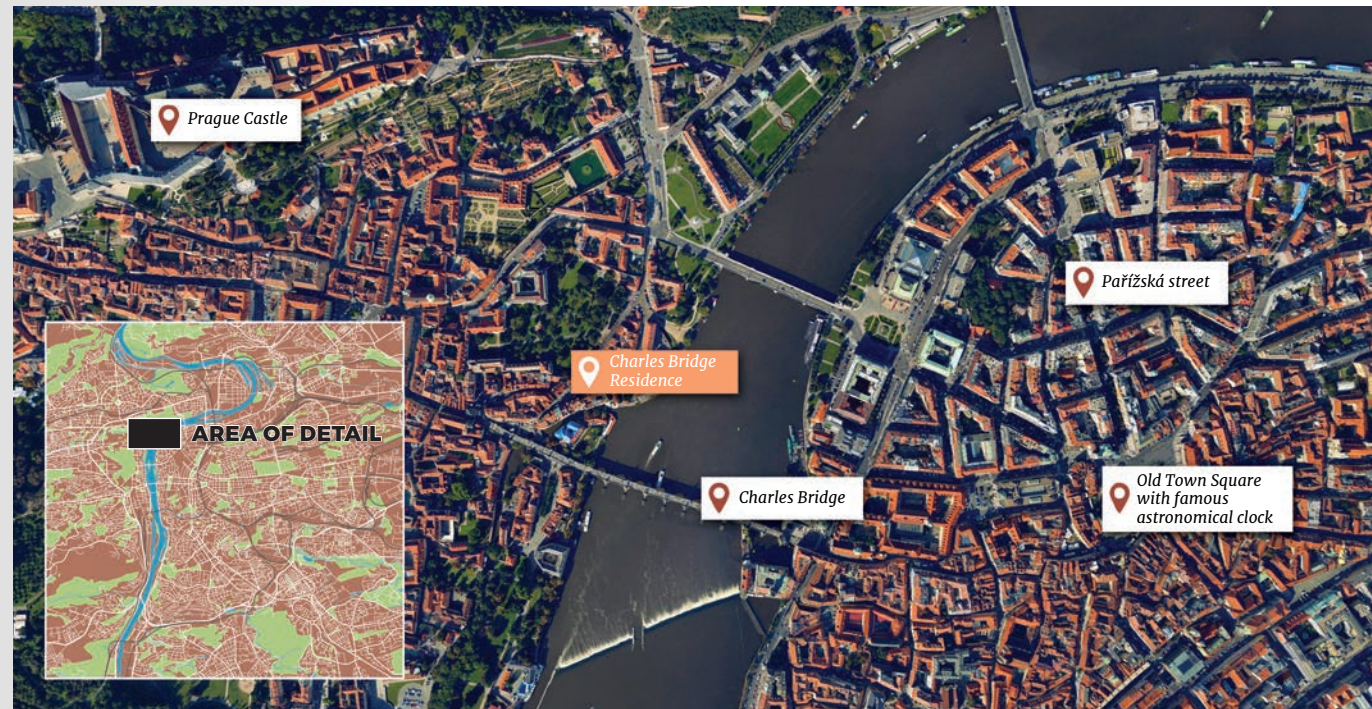 Prague Castle
Pařížská street
Charles Bridge
Residence
AREA OF DETAIL
Charles Bridge
Old Town Square
with famous
astronomical clock